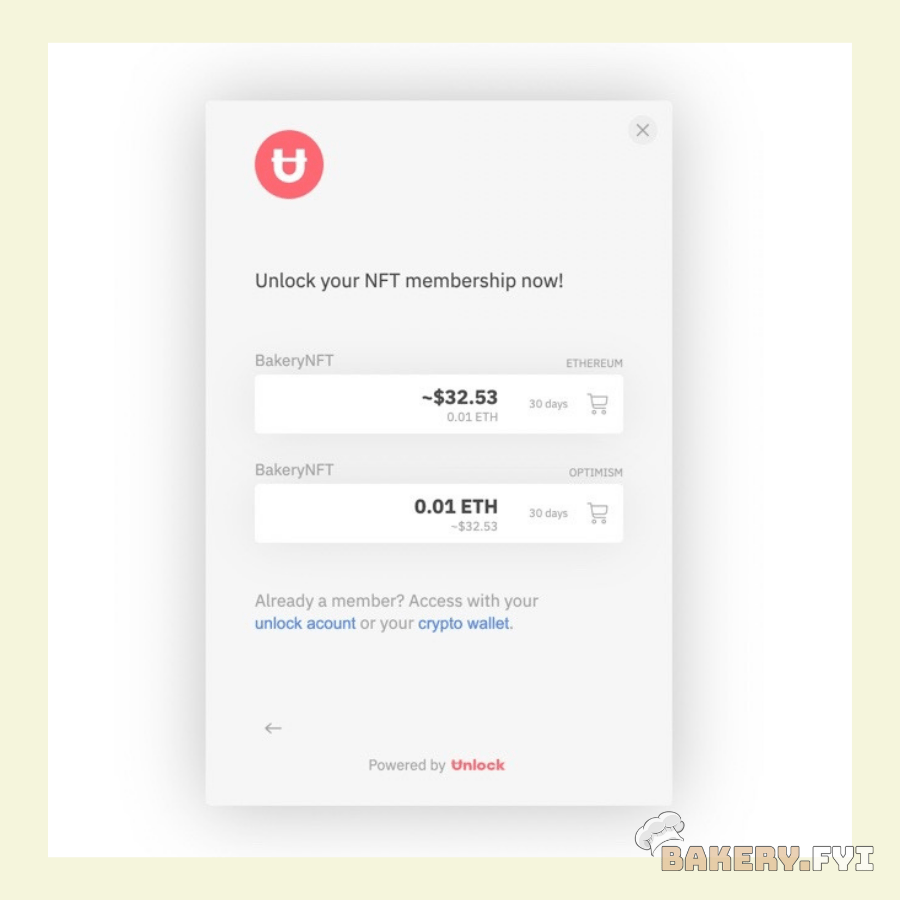 Unlock your NFT membership now!
BakeryNFT ETHEREUM
~$32.53 30 days
0.01 ETH
BakeryNFT OPTIMISM
0.01 ETH 30 days
~$32.53
Already a member? Access with your
unlock acount or your crypto wallet.
Powered by Unlock
BAKERY.FYI